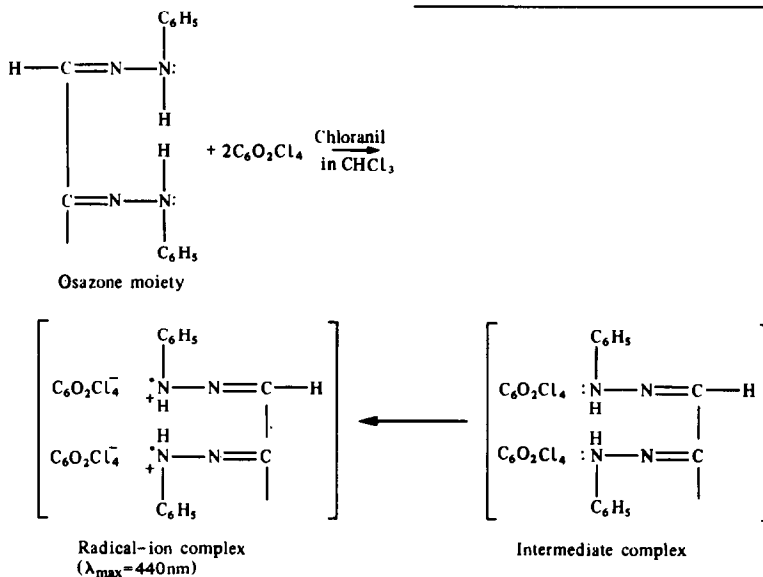 C₆H₅
H—C=N—N:
H
H
+ 2C₆O₂Cl₄ Chloranil
in CHCl₃
C=N—N:
C₆H₅
Osazone moiety
C₆H₅
C₆O₂Cl₄⁻ ·⁺N—N=C—H
H
H
C₆O₂Cl₄⁻ ·⁺N—N=C
C₆H₅
Radical-ion complex
(λmax=440nm)
C₆H₅
C₆O₂Cl₄ :N—N=C—H
H
H
C₆O₂Cl₄ :N—N=C
C₆H₅
Intermediate complex